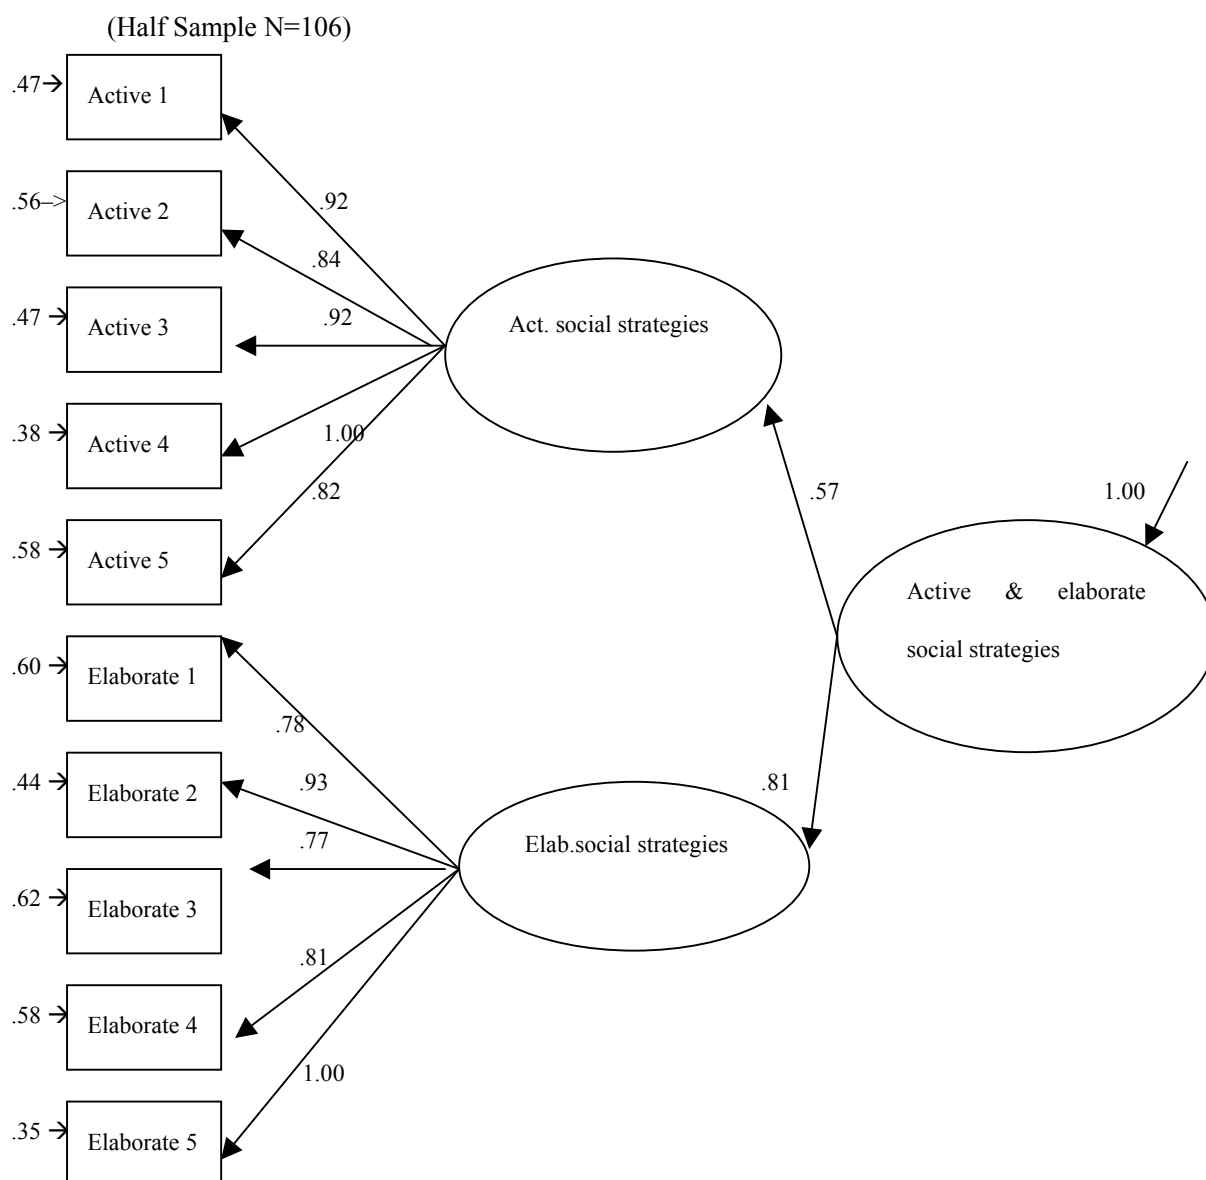 (Half Sample N=106)
.47→
Active 1
.92
.56–>
Active 2
.84
.47→
Active 3
.92
Act. social strategies
.38→
Active 4
1.00
.82
.57
1.00
.58→
Active 5
Active & elaborate
social strategies
.60→
Elaborate 1
.78
.44→
Elaborate 2
.93
.81
.77
Elab.social strategies
.62→
Elaborate 3
.81
.58→
Elaborate 4
1.00
.35→
Elaborate 5